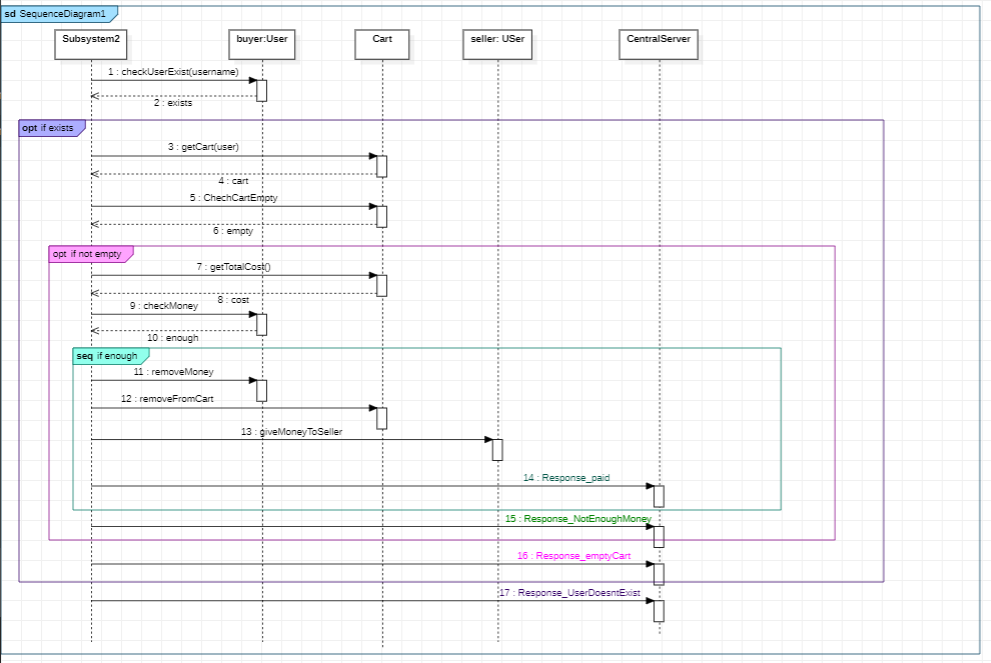 sd SequenceDiagram1
Subsystem2
buyer:User
Cart
seller: USer
CentralServer
1 : checkUserExist(username)
2 : exists
opt if exists
3 : getCart(user)
4 : cart
5 : ChechCartEmpty
6 : empty
opt if not empty
7 : getTotalCost()
8 : cost
9 : checkMoney
10 : enough
seq if enough
11 : removeMoney
12 : removeFromCart
13 : giveMoneyToSeller
14 : Response_paid
15 : Response_NotEnoughMoney
16 : Response_emptyCart
17 : Response_UserDoesntExist